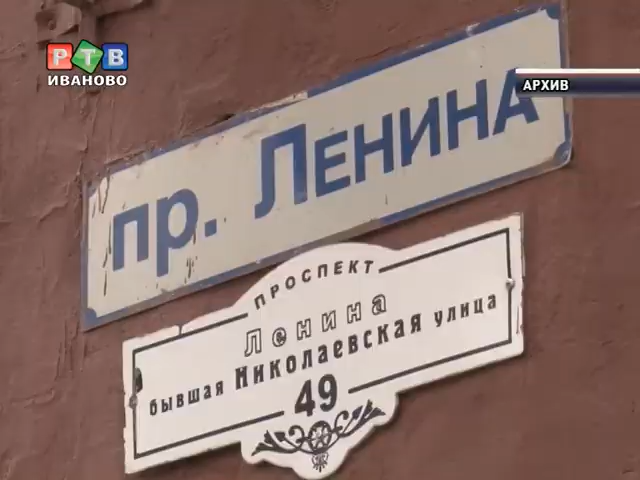 РТВ
ИВАНОВО
АРХИВ
пр. ЛЕНИНА
ПРОСПЕКТ
Ленина
бывшая НИКОЛАЕВСКАЯ улица
49